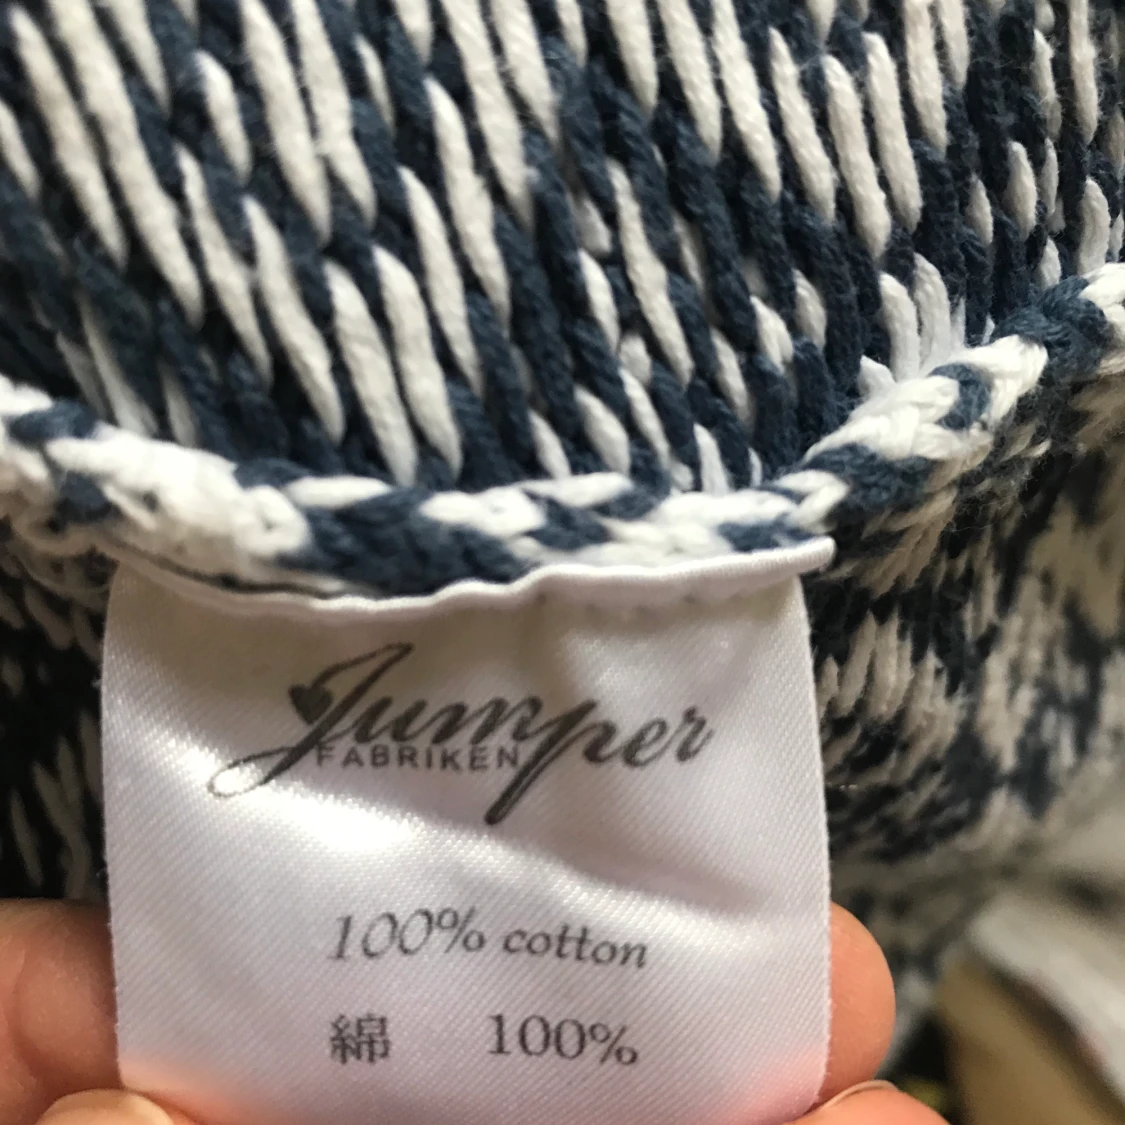 Jumper
FABRIKEN
100% cotton
綿 100%